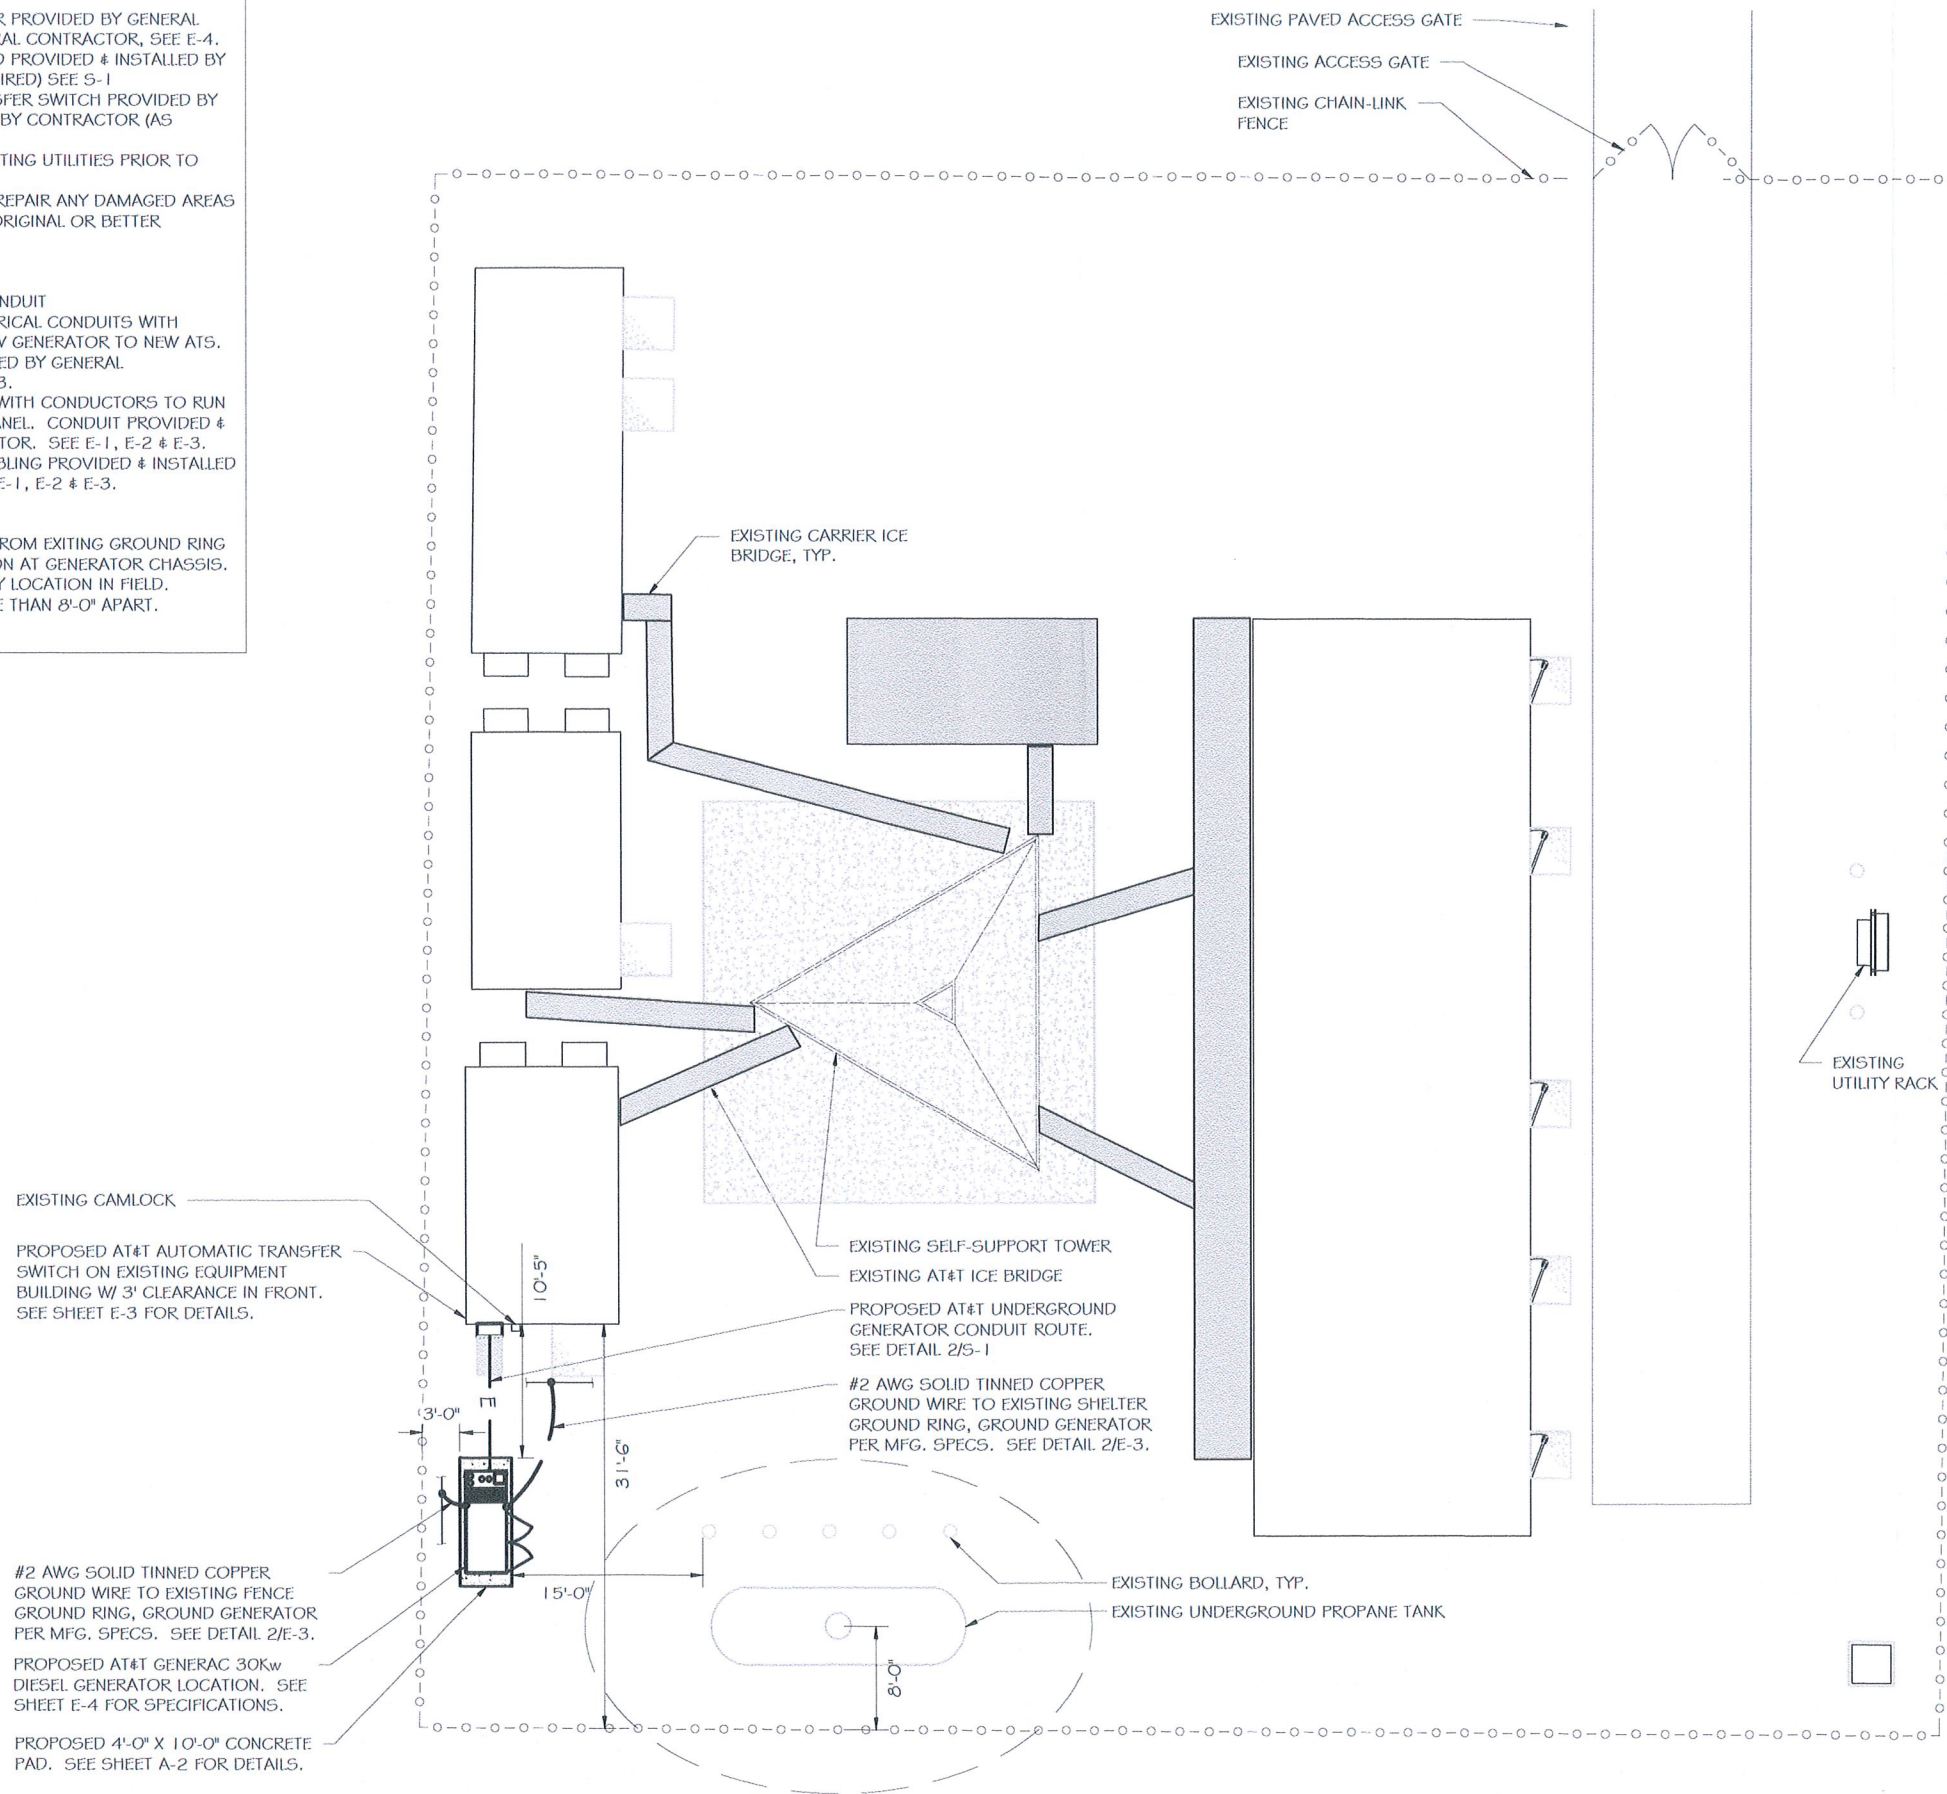 R PROVIDED BY GENERAL
RAL CONTRACTOR, SEE E-4.
D PROVIDED & INSTALLED BY
IRED) SEE S-1
SFER SWITCH PROVIDED BY
BY CONTRACTOR (AS
TING UTILITIES PRIOR TO
REPAIR ANY DAMAGED AREAS
ORIGINAL OR BETTER
NDUIT
RICAL CONDUITS WITH
W GENERATOR TO NEW ATS.
ED BY GENERAL
3.
WITH CONDUCTORS TO RUN
ANEL. CONDUIT PROVIDED &
TOR. SEE E-1, E-2 & E-3.
BLING PROVIDED & INSTALLED
E-1, E-2 & E-3.
ROM EXITING GROUND RING
ON AT GENERATOR CHASSIS.
Y LOCATION IN FIELD.
E THAN 8'-0" APART.
EXISTING PAVED ACCESS GATE
EXISTING ACCESS GATE
EXISTING CHAIN-LINK
FENCE
EXISTING CARRIER ICE
BRIDGE, TYP.
EXISTING
UTILITY RACK
EXISTING CAMLOCK
PROPOSED AT&T AUTOMATIC TRANSFER
SWITCH ON EXISTING EQUIPMENT
BUILDING W/ 3' CLEARANCE IN FRONT.
SEE SHEET E-3 FOR DETAILS.
10'-5"
EXISTING SELF-SUPPORT TOWER
EXISTING AT&T ICE BRIDGE
PROPOSED AT&T UNDERGROUND
GENERATOR CONDUIT ROUTE.
SEE DETAIL 2/S-1
#2 AWG SOLID TINNED COPPER
GROUND WIRE TO EXISTING SHELTER
GROUND RING, GROUND GENERATOR
PER MFG. SPECS. SEE DETAIL 2/E-3.
E
3'-0"
31'-6"
15'-0"
8'-0"
EXISTING BOLLARD, TYP.
EXISTING UNDERGROUND PROPANE TANK
#2 AWG SOLID TINNED COPPER
GROUND WIRE TO EXISTING FENCE
GROUND RING, GROUND GENERATOR
PER MFG. SPECS. SEE DETAIL 2/E-3.
PROPOSED AT&T GENERAC 30Kw
DIESEL GENERATOR LOCATION. SEE
SHEET E-4 FOR SPECIFICATIONS.
PROPOSED 4'-0" X 10'-0" CONCRETE
PAD. SEE SHEET A-2 FOR DETAILS.